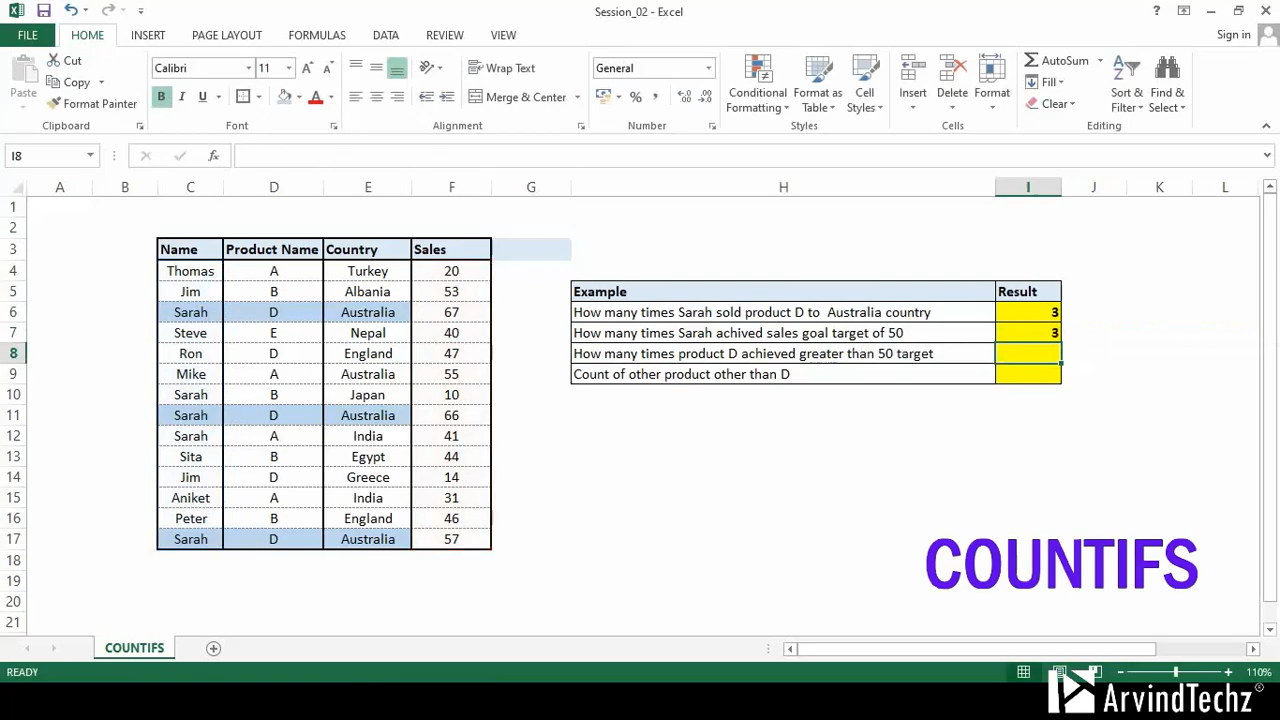 Session_02 - Excel
?
FILE HOME INSERT PAGE LAYOUT FORMULAS DATA REVIEW VIEW Sign in
Paste
Cut
Copy
Format Painter
Clipboard
Calibri 11 A A
B I U A
Font
Wrap Text
Merge & Center
Alignment
General
%
Number
Conditional Formatting
Format as Table
Cell Styles
Styles
Insert Delete Format
Cells
AutoSum
Fill
Clear
Sort & Filter
Find & Select
Editing
I8 fx
A B C D E F G H I J K L
1
2
3 Name Product Name Country Sales
4 Thomas A Turkey 20
5 Jim B Albania 53 Example Result
6 Sarah D Australia 67 How many times Sarah sold product D to Australia country 3
7 Steve E Nepal 40 How many times Sarah achived sales goal target of 50 3
8 Ron D England 47 How many times product D achieved greater than 50 target
9 Mike A Australia 55 Count of other product other than D
10 Sarah B Japan 10
11 Sarah D Australia 66
12 Sarah A India 41
13 Sita B Egypt 44
14 Jim D Greece 14
15 Aniket A India 31
16 Peter B England 46
17 Sarah D Australia 57
18
19
20
21
COUNTIFS
COUNTIFS
READY 110%
ArvindTechz